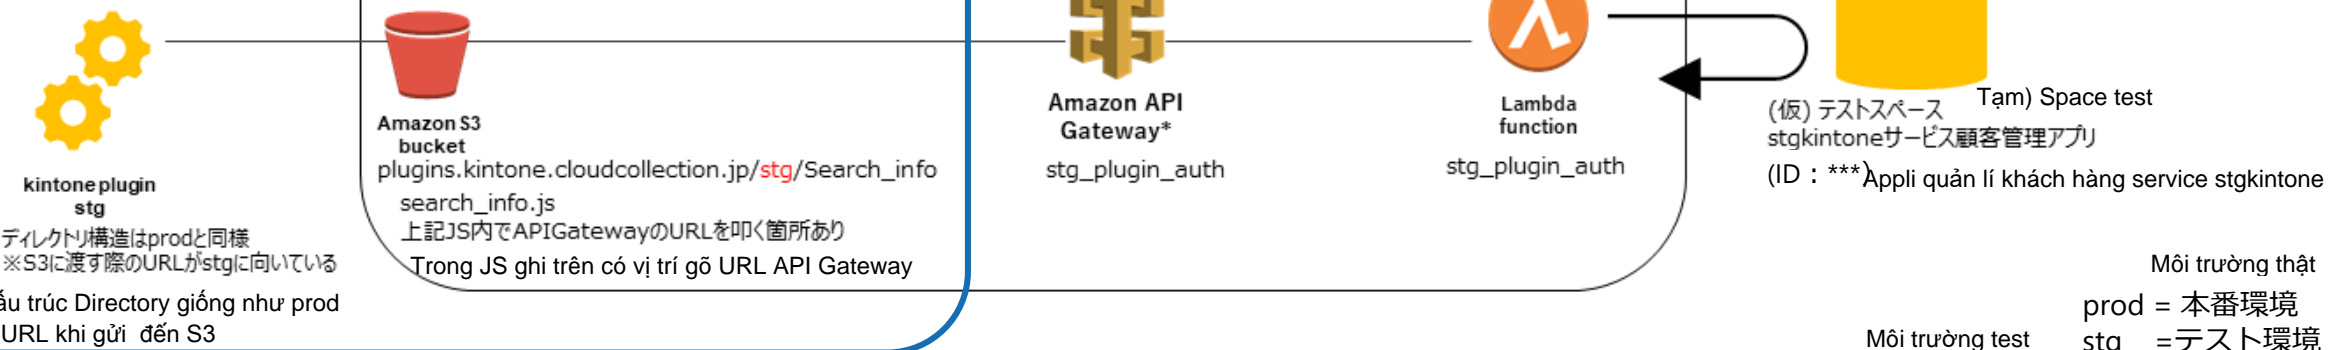 kintone plugin
stg
ディレクトリ構造はprodと同様
※S3に渡す際のURLがstgに向いている
ấu trúc Directory giống như prod
URL khi gửi đến S3
Amazon S3
bucket
plugins.kintone.cloudcollection.jp/stg/Search_info
search_info.js
上記JS内でAPIGatewayのURLを叩く箇所あり
Trong JS ghi trên có vị trí gõ URL API Gateway
Amazon API
Gateway*
stg_plugin_auth
Lambda
function
stg_plugin_auth
(仮) テストスペース
Tạm) Space test
stgkintoneサービス顧客管理アプリ
(ID：***)
Appli quản lí khách hàng service stgkintone
Môi trường thật
prod = 本番環境
Môi trường test
stg =テスト環境